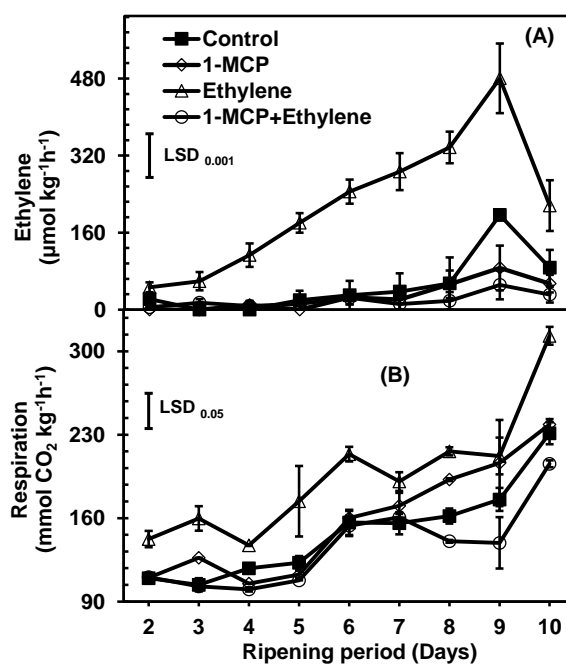 (A)
Control
1-MCP
Ethylene
1-MCP+Ethylene
480
320
160
0
Ethylene
(µmol kg⁻¹h⁻¹)
LSD 0.001
(B)
300
230
160
90
Respiration
(mmol CO₂ kg⁻¹h⁻¹)
LSD 0.05
2 3 4 5 6 7 8 9 10
Ripening period (Days)